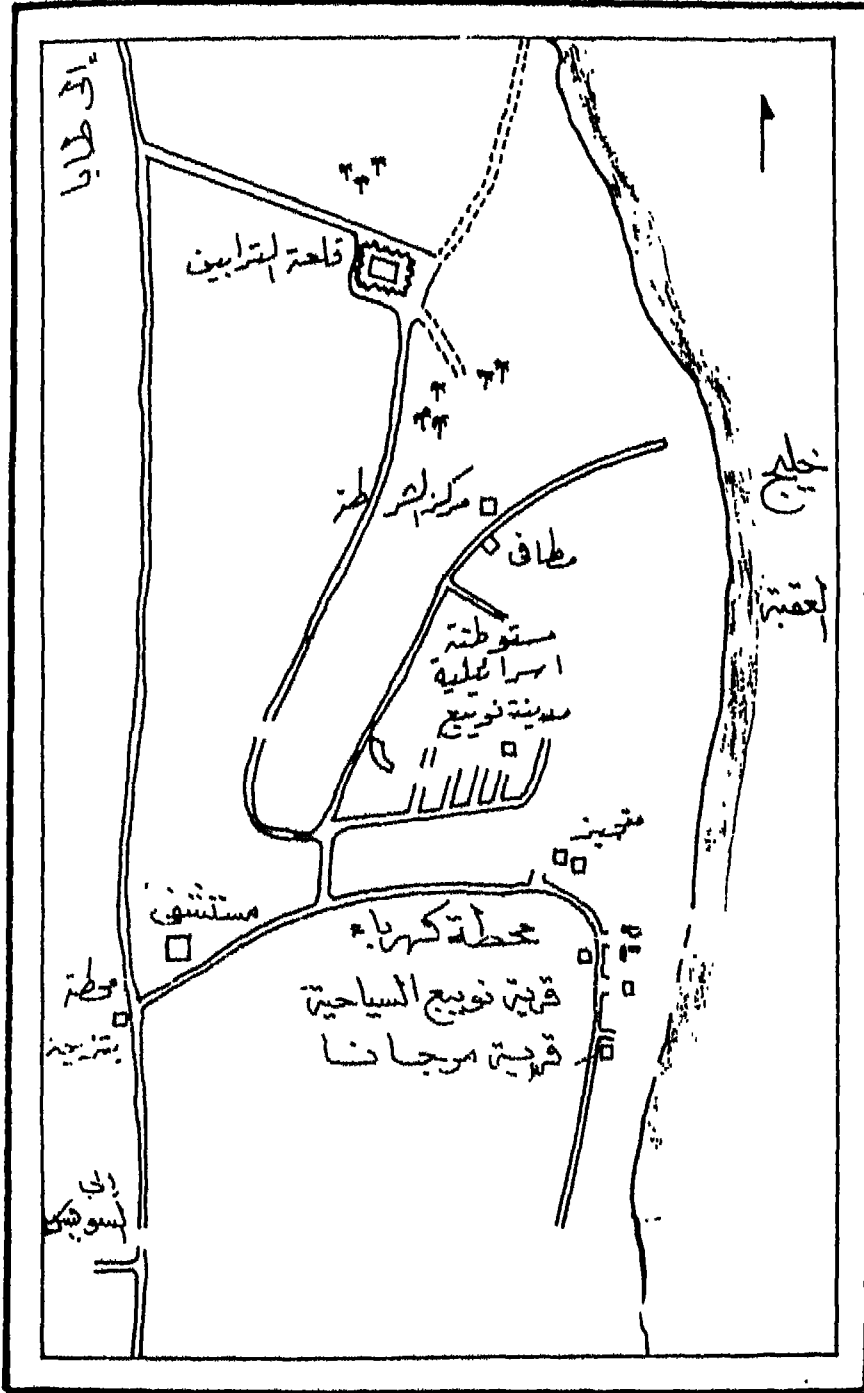 إلى طابا
قلعة الترابين
مركز الشرطة
مطافى
خليج
العقبة
مستوطنة
اسرائيلية
مدينة نويبع
مستشفى
محطة كهرباء
قرية نويبع السياحية
قرية مرجانا
محطة
بنزين
إلى
السويس